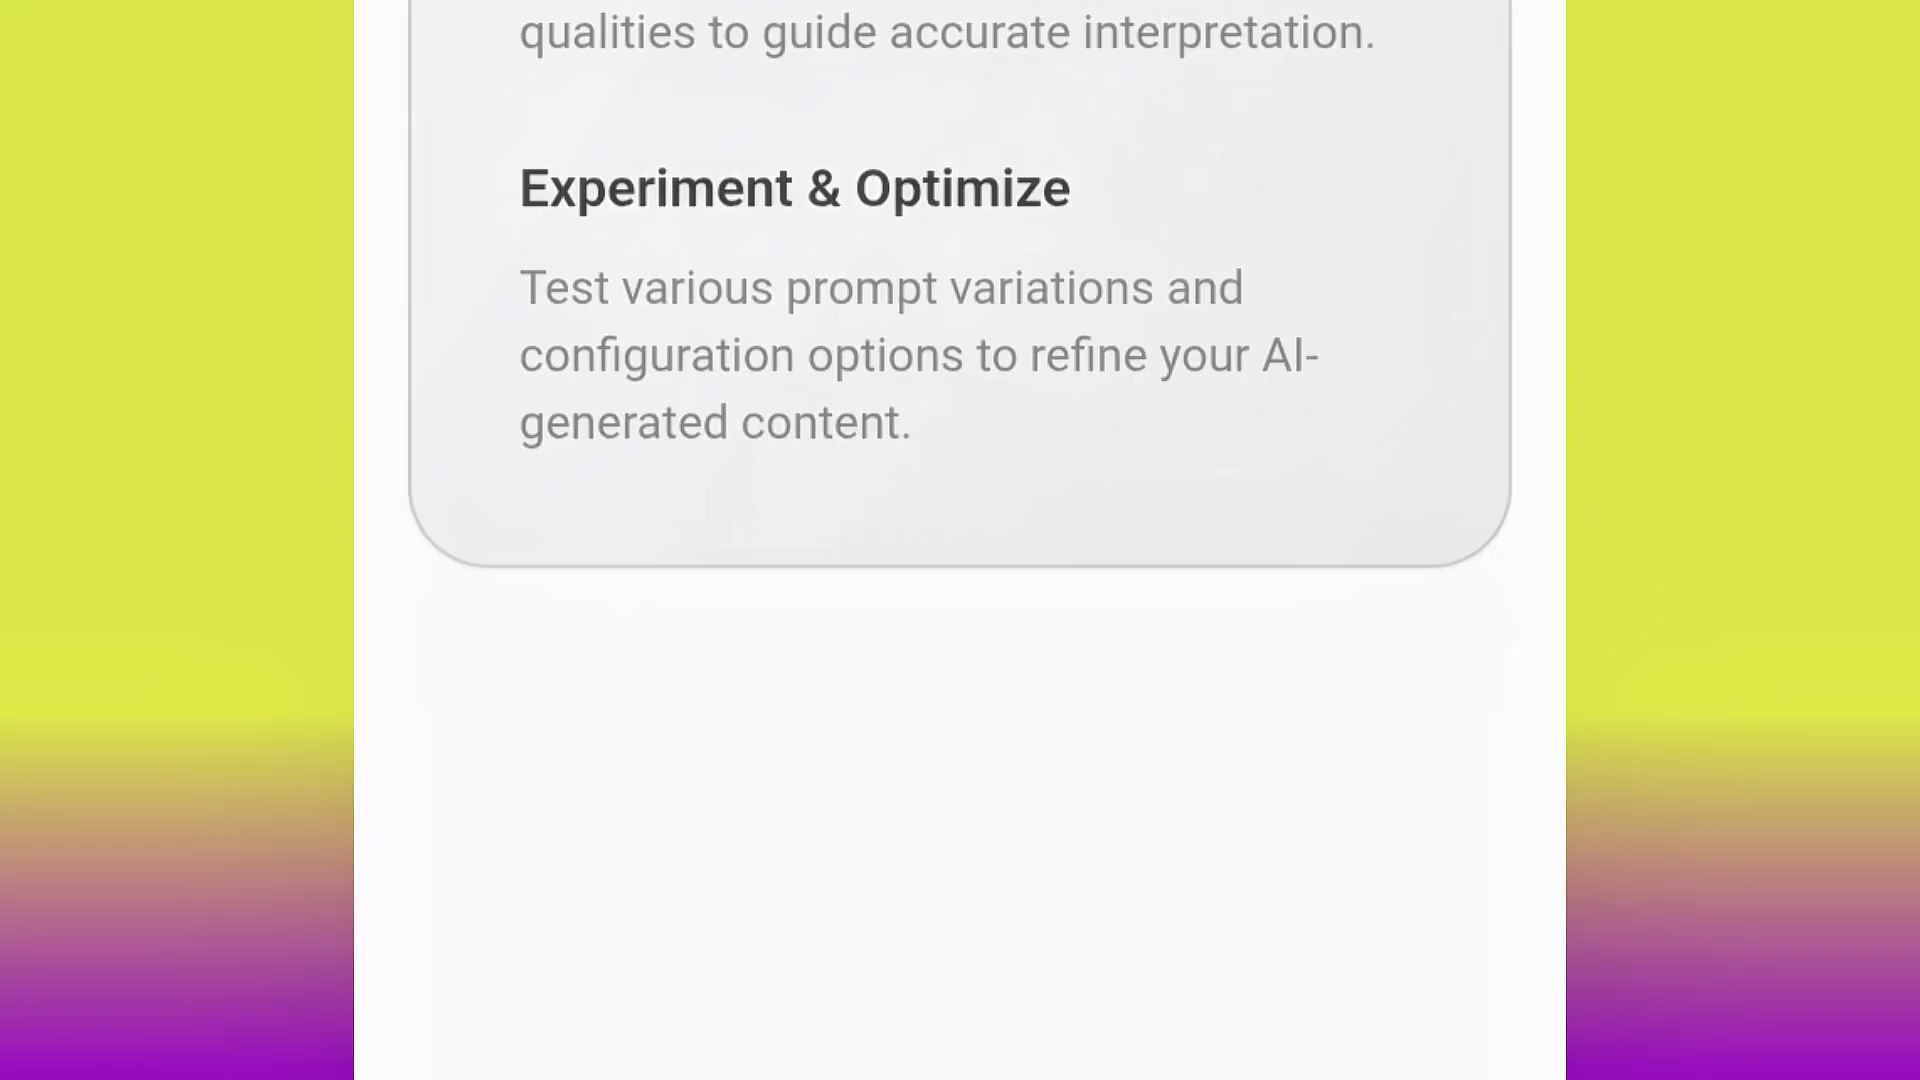 qualities to guide accurate interpretation.
Experiment & Optimize
Test various prompt variations and
configuration options to refine your AI-
generated content.